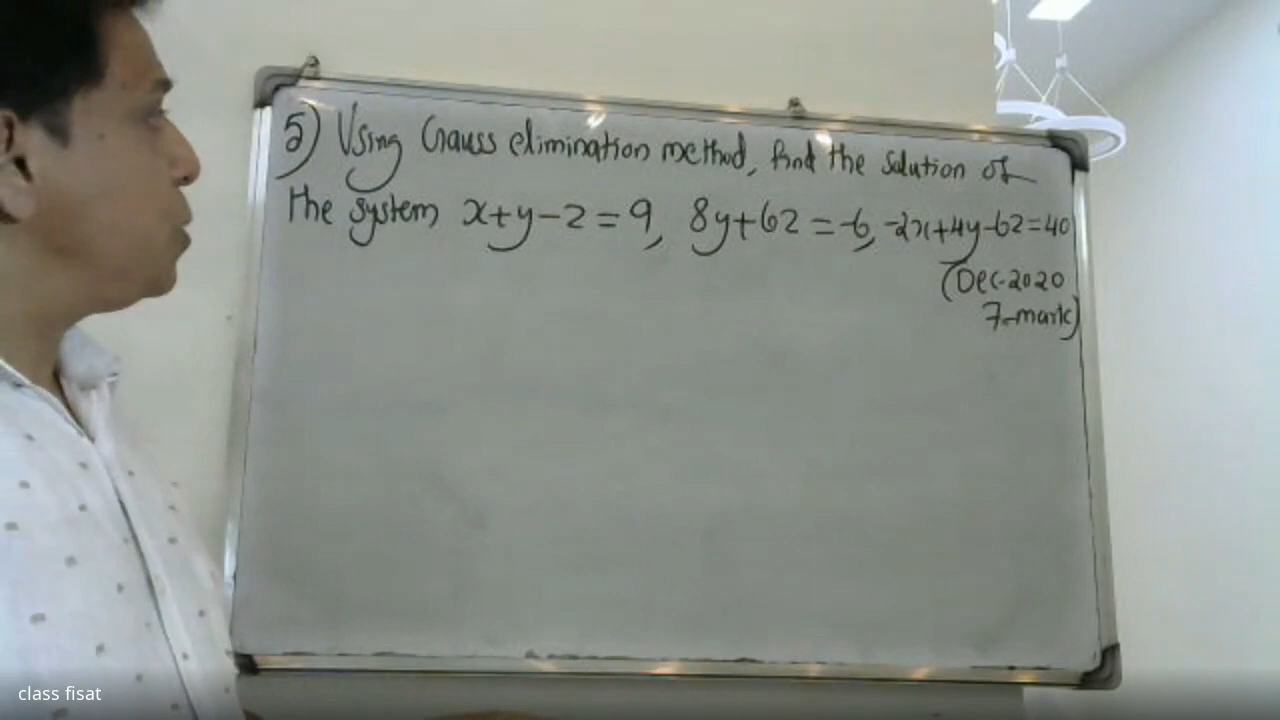 5) Using Gauss elimination method, find the solution of
the system x+y-z=9, 8y+6z=-6, -2x+4y-6z=40
(Dec-2020
7-mark)
class fisat